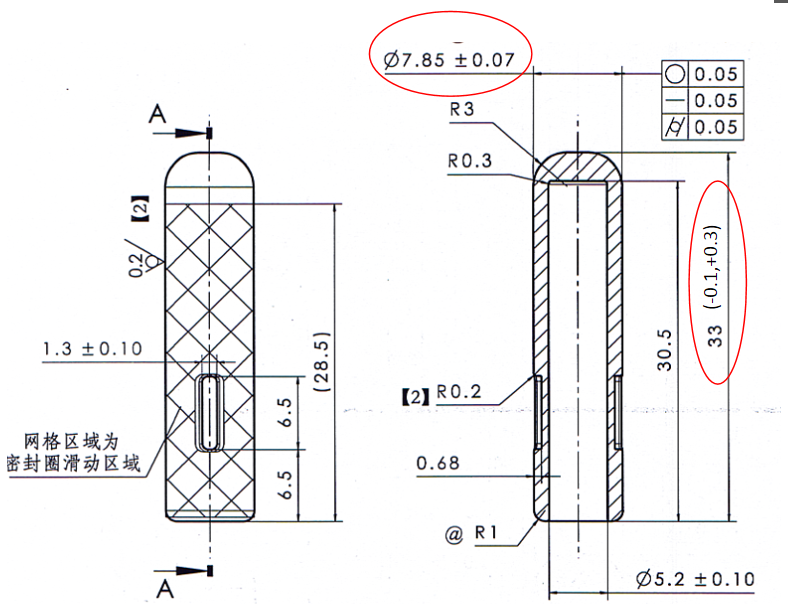 A
【2】
0.2
1.3 ±0.10
(28.5)
6.5
6.5
网格区域为
密封圈滑动区域
A
Ø7.85 ±0.07
0.05
0.05
0.05
R3
R0.3
33 (-0.1,+0.3)
30.5
【2】 R0.2
0.68
@ R1
Ø5.2 ±0.10